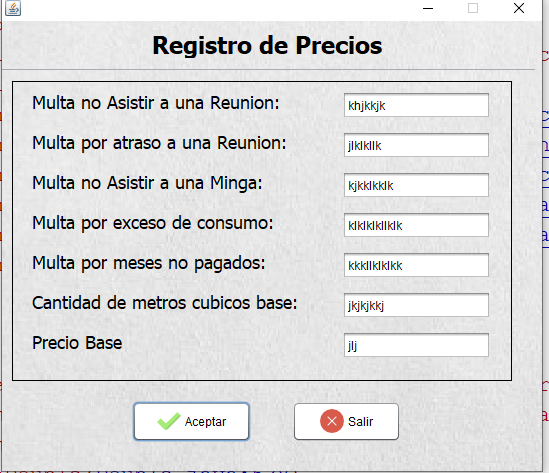 Registro de Precios
Multa no Asistir a una Reunion: khjkkjk
Multa por atraso a una Reunion: jlklkllk
Multa no Asistir a una Minga: kjkklkklk
Multa por exceso de consumo: klklklkllklk
Multa por meses no pagados: kkkllklklkk
Cantidad de metros cubicos base: jkjkjkkj
Precio Base jlj
Aceptar Salir